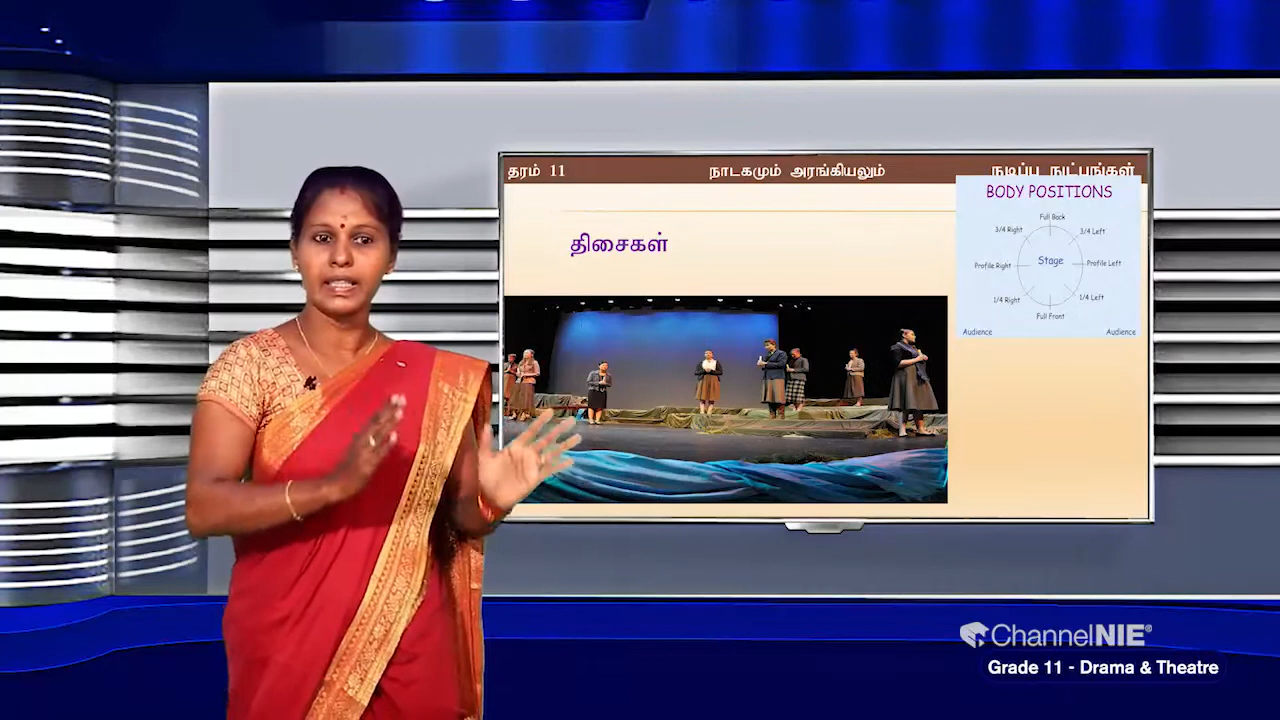 தரம் 11 நாடகமும் அரங்கியலும் நடிப்பு நுட்பங்கள்
திசைகள்
BODY POSITIONS
Full Back
3/4 Right 3/4 Left
Profile Right Stage Profile Left
1/4 Right 1/4 Left
Full Front
Audience Audience
ChannelNIE®
Grade 11 - Drama & Theatre